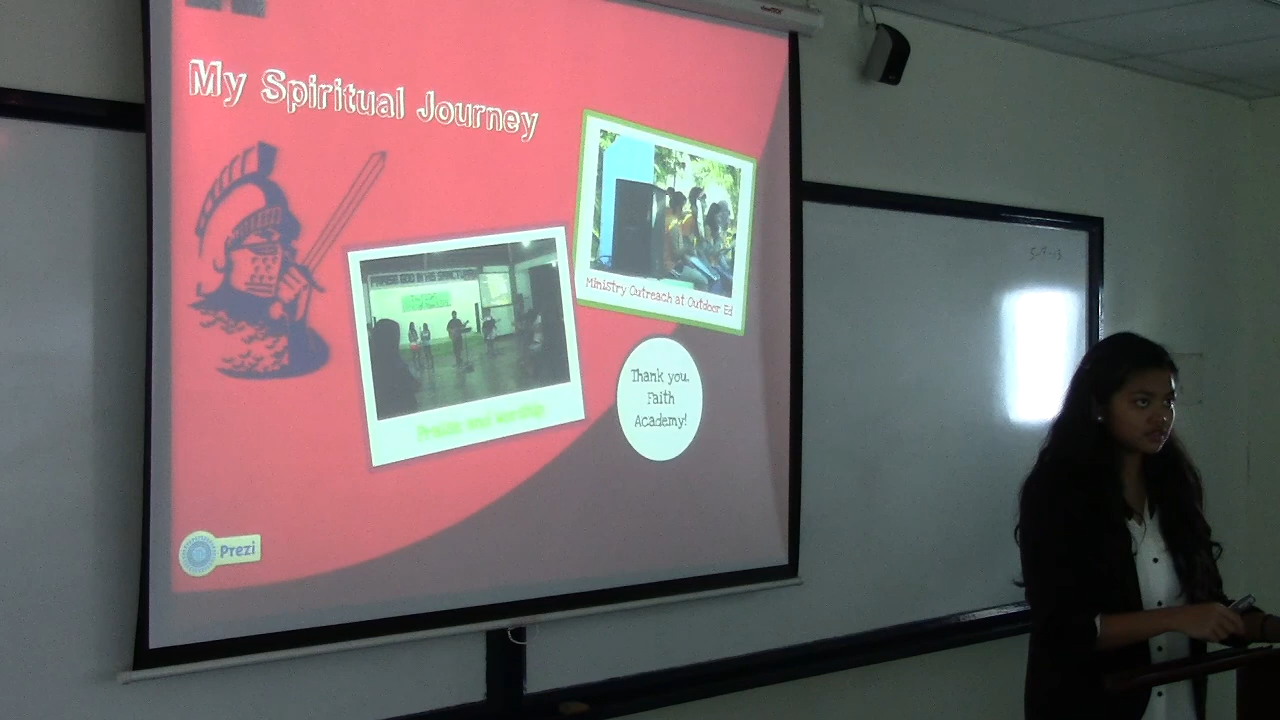 My Spiritual Journey
Ministry Outreach at Outdoor Ed
Praise and worship
Thank you,
Faith
Academy!
Prezi